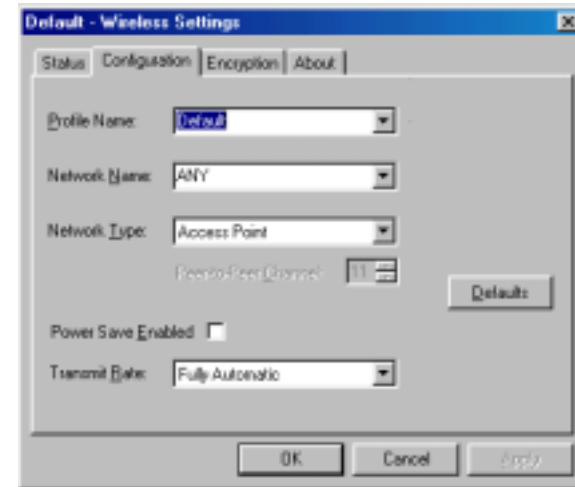 Default - Wireless Settings
Status Configuration Encryption About
Profile Name: Default
Network Name: ANY
Network Type: Access Point
Peer-to-Peer Channel: 11
Defaults
Power Save Enabled
Transmit Rate: Fully Automatic
OK Cancel Apply